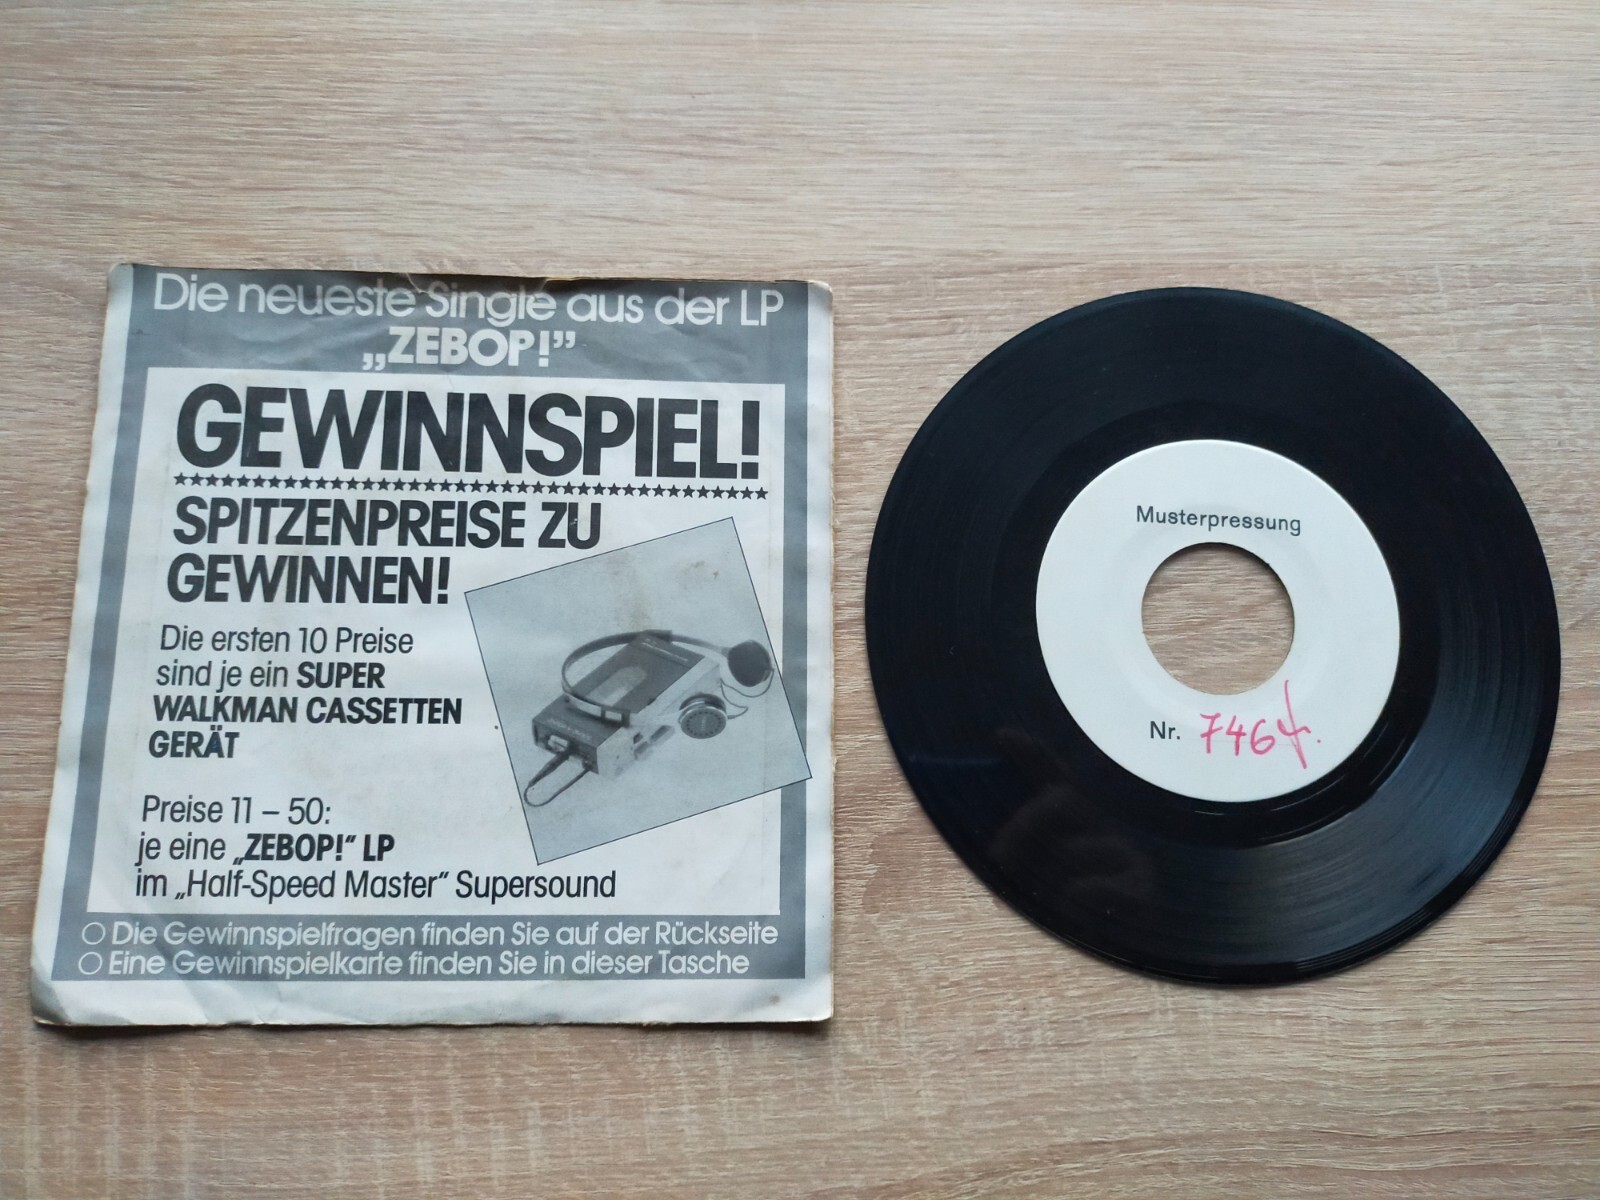 Die neueste Single aus der LP
„ZEBOP!”
GEWINNSPIEL!
SPITZENPREISE ZU
GEWINNEN!
Die ersten 10 Preise
sind je ein SUPER
WALKMAN CASSETTEN
GERÄT
Preise 11 – 50:
je eine „ZEBOP!“ LP
im „Half-Speed Master“ Supersound
Die Gewinnspielfragen finden Sie auf der Rückseite
Eine Gewinnspielkarte finden Sie in dieser Tasche
Musterpressung
Nr. 746